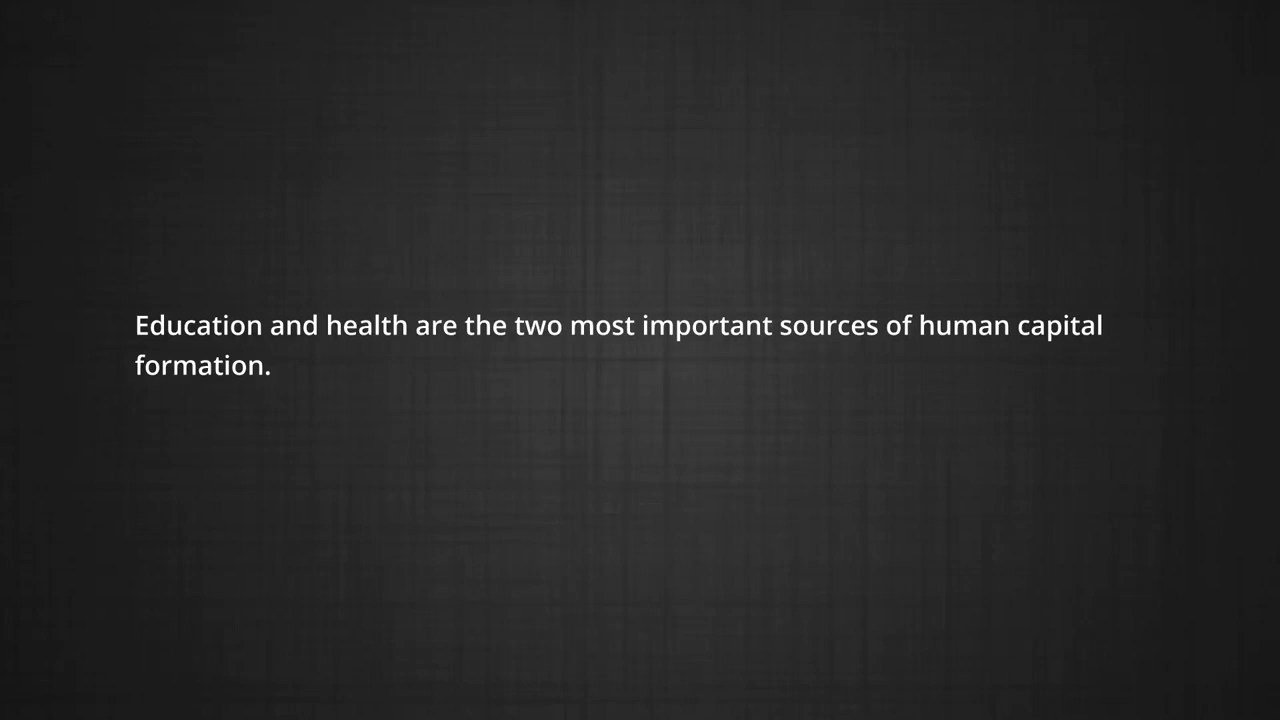 Education and health are the two most important sources of human capital
formation.